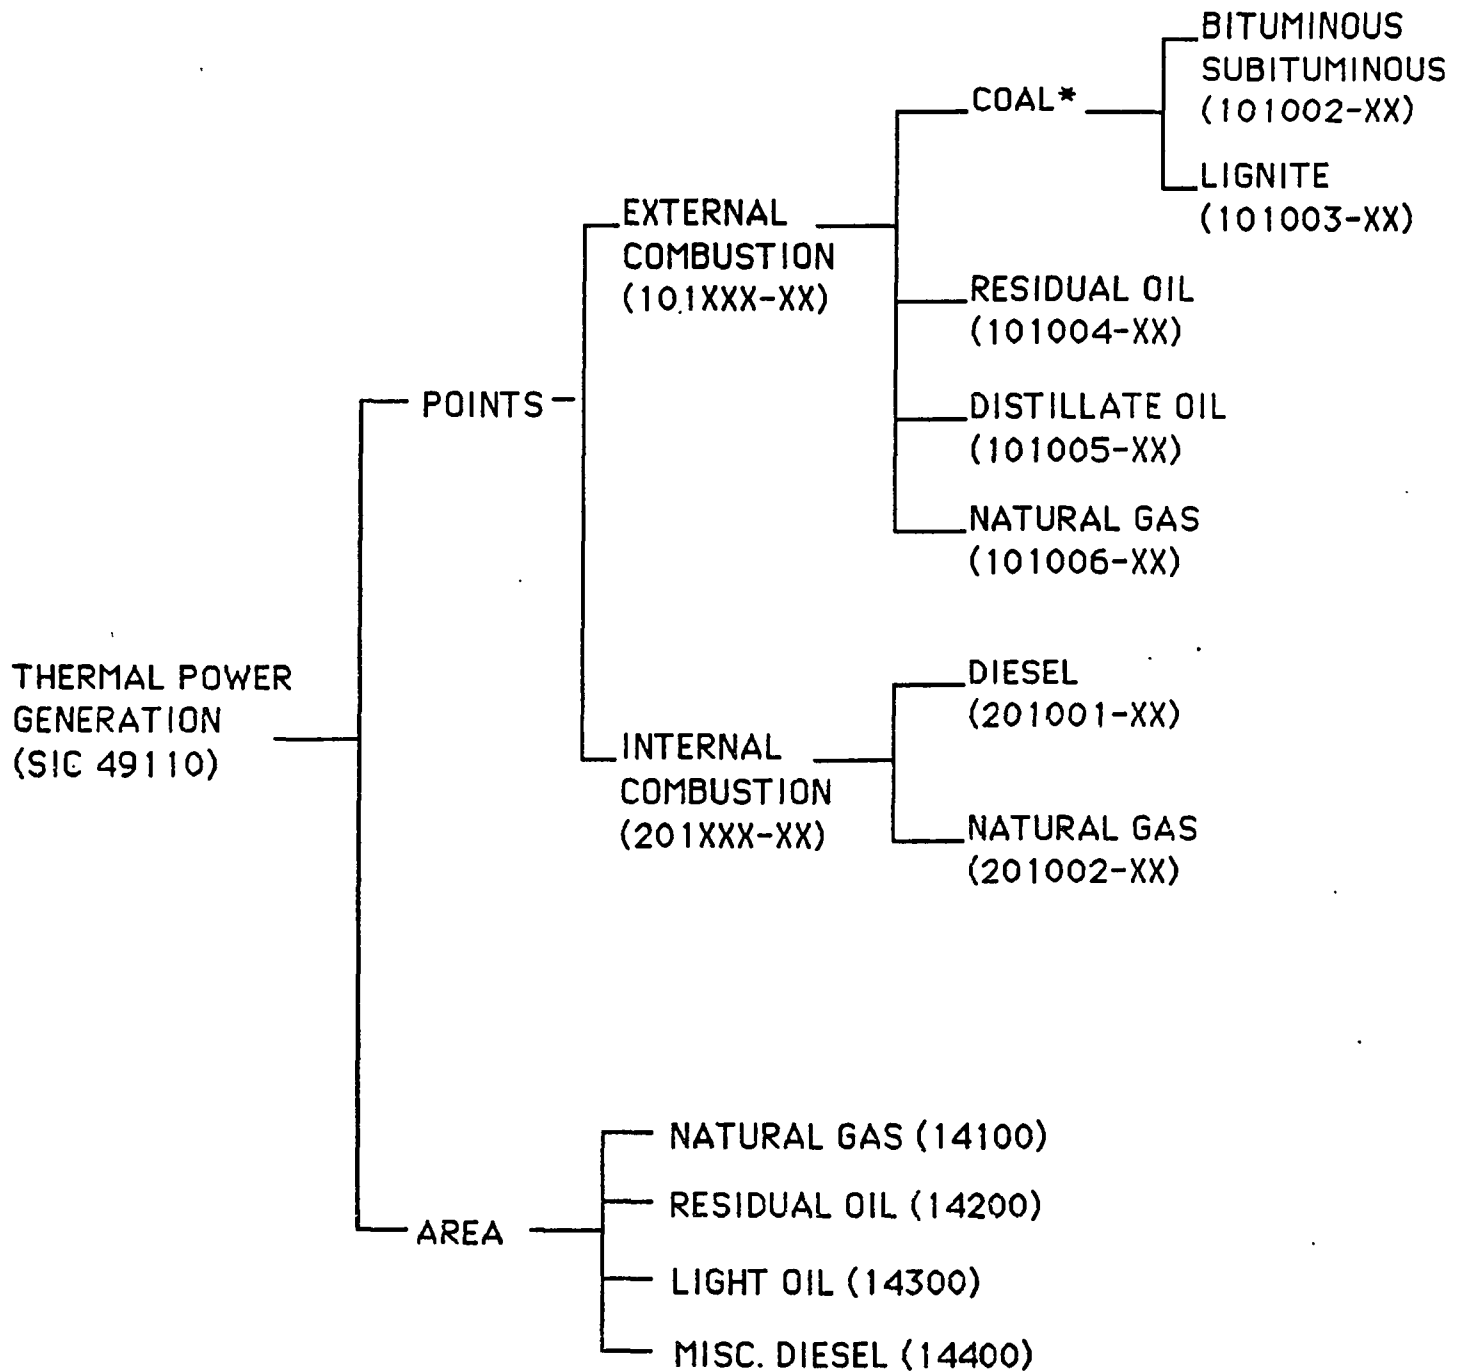 THERMAL POWER
GENERATION
(SIC 49110)
POINTS
EXTERNAL
COMBUSTION
(101XXX-XX)
COAL*
BITUMINOUS
SUBITUMINOUS
(101002-XX)
LIGNITE
(101003-XX)
RESIDUAL OIL
(101004-XX)
DISTILLATE OIL
(101005-XX)
NATURAL GAS
(101006-XX)
INTERNAL
COMBUSTION
(201XXX-XX)
DIESEL
(201001-XX)
NATURAL GAS
(201002-XX)
AREA
NATURAL GAS (14100)
RESIDUAL OIL (14200)
LIGHT OIL (14300)
MISC. DIESEL (14400)